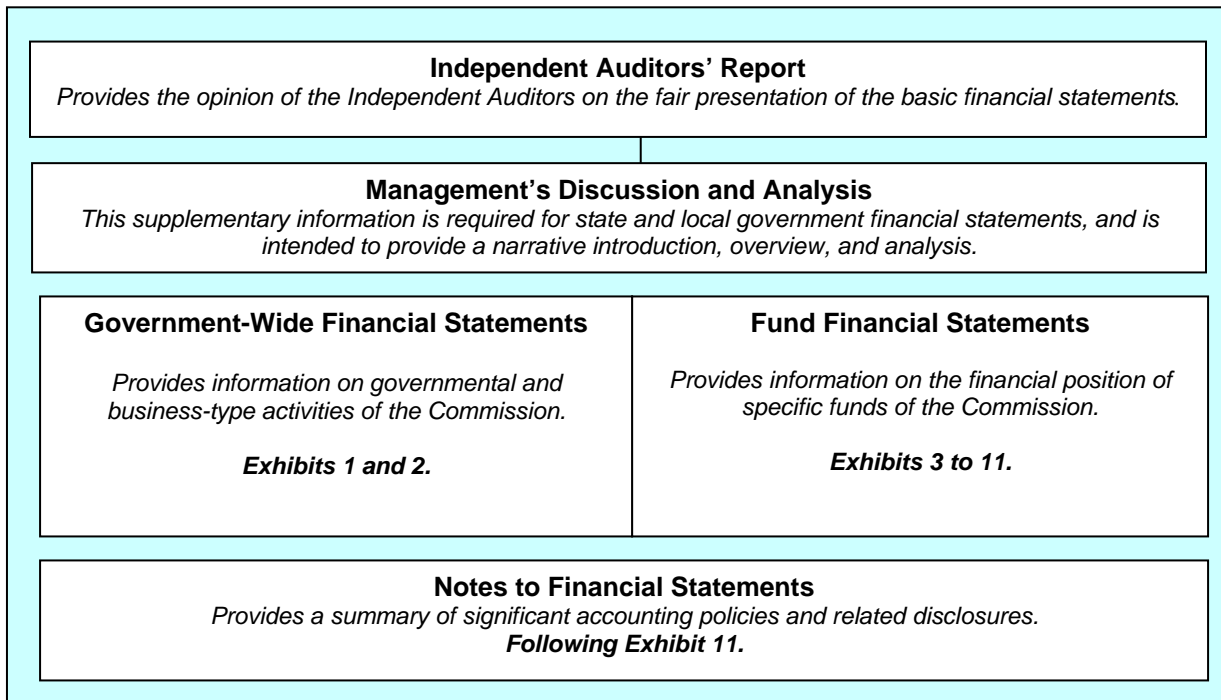 Independent Auditors’ Report
Provides the opinion of the Independent Auditors on the fair presentation of the basic financial statements.
Management’s Discussion and Analysis
This supplementary information is required for state and local government financial statements, and is
intended to provide a narrative introduction, overview, and analysis.
Government-Wide Financial Statements
Provides information on governmental and
business-type activities of the Commission.
Exhibits 1 and 2.
Fund Financial Statements
Provides information on the financial position of
specific funds of the Commission.
Exhibits 3 to 11.
Notes to Financial Statements
Provides a summary of significant accounting policies and related disclosures.
Following Exhibit 11.